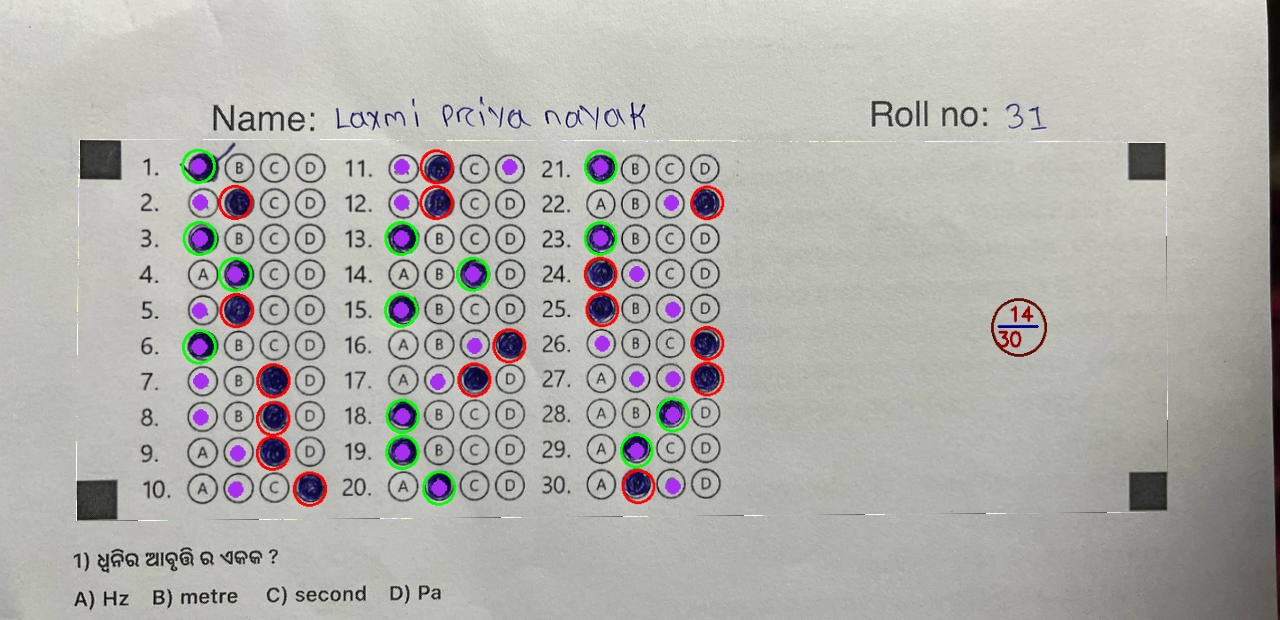 Name: Laxmi Preiya nayak Roll no: 31
1. B C D 11. C 21. B C D
2. C D 12. C D 22. A B
3. B C D 13. B C D 23. B C D
4. A C D 14. A B D 24. C D
5. C D 15. B C D 25. B D
6. B C D 16. A B 26. B C
7. B D 17. A D 27. A
8. B D 18. B C D 28. A B D
9. A D 19. B C D 29. A C D
10. A C 20. A C D 30. A D
14
30
1) ଧ୍ୱନିର ଆବୃତ୍ତି ର ଏକକ ?
A) Hz B) metre C) second D) Pa